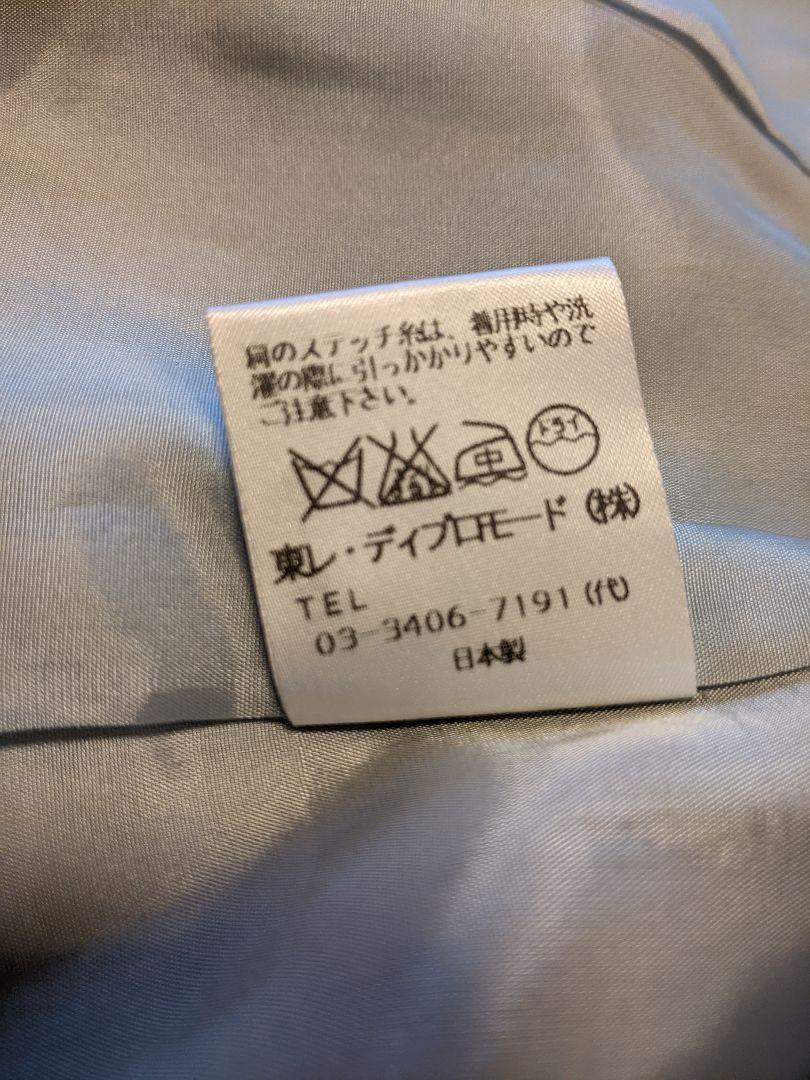 肩のステッチ糸は、着用時や洗
濯の際に引っかかりやすいので
ご注意下さい。
中 ドライ
東レ・ディプロモード（株）
TEL
03-3406-7191（代）
日本製